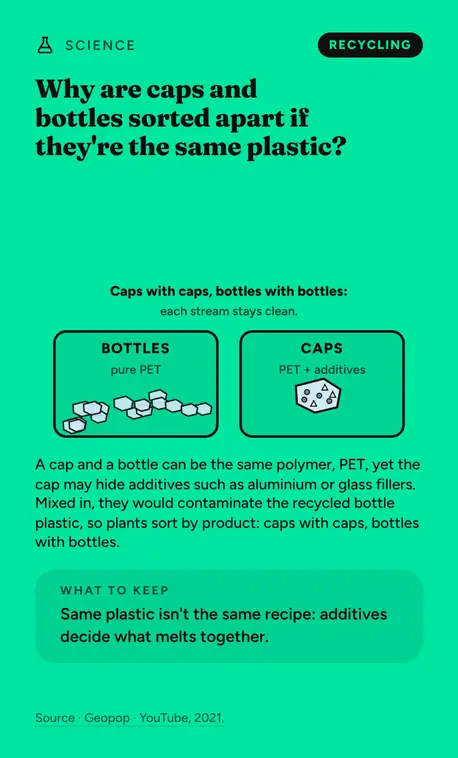 SCIENCE
RECYCLING
Why are caps and
bottles sorted apart if
they're the same plastic?
Caps with caps, bottles with bottles:
each stream stays clean.
BOTTLES
pure PET
CAPS
PET + additives
A cap and a bottle can be the same polymer, PET, yet the
cap may hide additives such as aluminium or glass fillers.
Mixed in, they would contaminate the recycled bottle
plastic, so plants sort by product: caps with caps, bottles
with bottles.
WHAT TO KEEP
Same plastic isn't the same recipe: additives
decide what melts together.
Source · Geopop · YouTube, 2021.